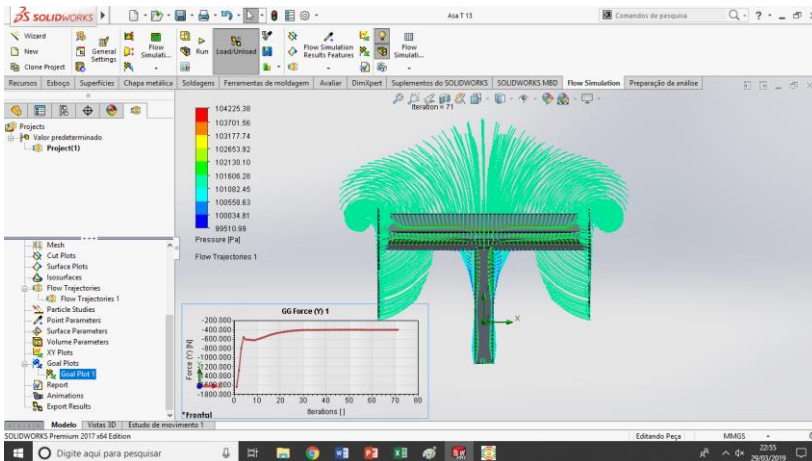 SOLIDWORKS
Asa T 13
Comandos de pesquisa
Wizard
New
Clone Project
General Settings
Flow Simulati...
Run
Load/Unload
Flow Simulation Results Features
Flow Simulati...
Recursos Esboço Superfícies Chapa metálica Soldagens Ferramentas de moldagem Avaliar DimXpert Suplementos do SOLIDWORKS SOLIDWORKS MBD Flow Simulation Preparação da análise
Projects
Valor predeterminado
Project(1)
Mesh
Cut Plots
Surface Plots
Isosurfaces
Flow Trajectories
Flow Trajectories 1
Particle Studies
Point Parameters
Surface Parameters
Volume Parameters
XY Plots
Goal Plots
Goal Plot 1
Report
Animations
Export Results
104225.38
103701.56
103177.74
102653.92
102130.10
101606.28
101082.45
100558.63
100034.81
99510.99
Pressure [Pa]
Flow Trajectories 1
Iteration = 71
X
GG Force (Y) 1
Force (Y) [N]
-200.000
-400.000
-600.000
-800.000
-1000.000
-1200.000
-1400.000
-1600.000
-1800.000
0 10 20 30 40 50 60 70 80
Iterations [ ]
*Frontal
Modelo Vistas 3D Estudo de movimento 1
SOLIDWORKS Premium 2017 x64 Edition
Editando Peça
MMGS
Digite aqui para pesquisar
22:55
29/03/2019